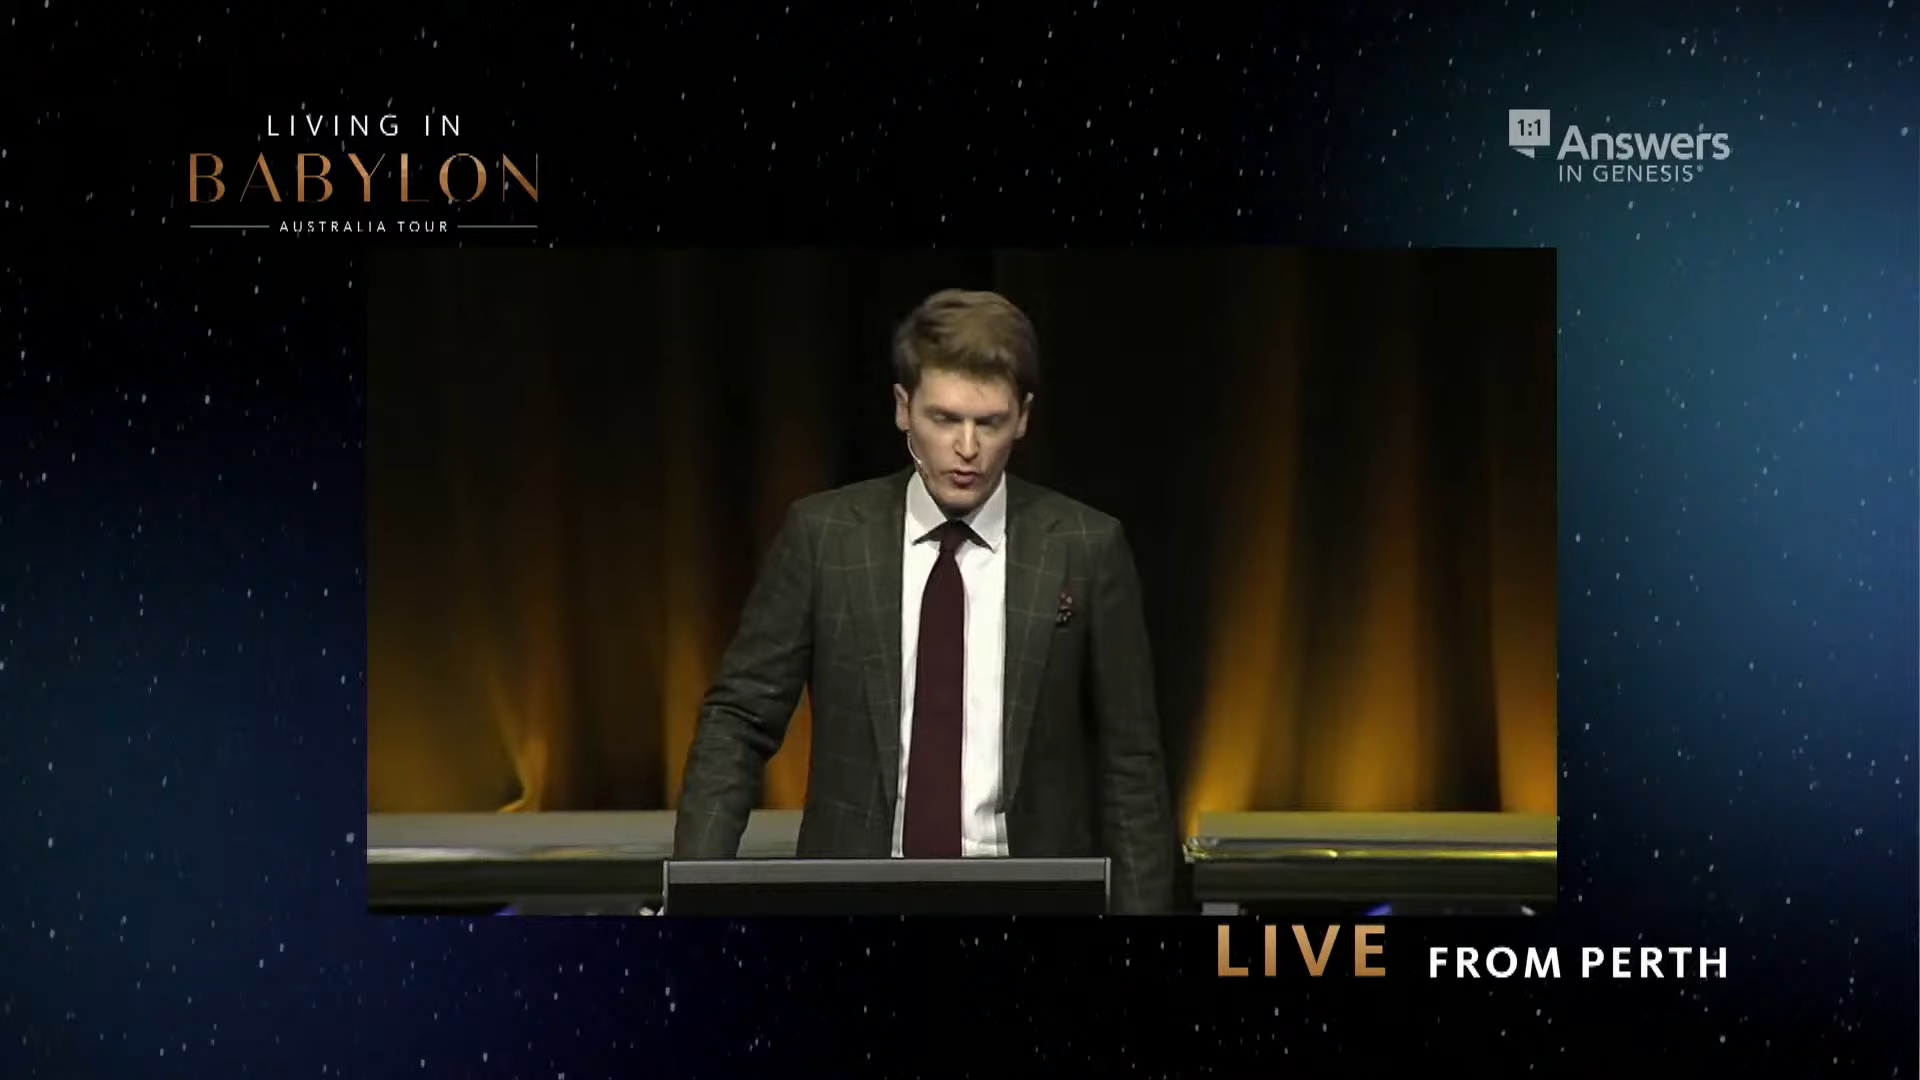 LIVING IN
BABYLON
AUSTRALIA TOUR
1:1
Answers
IN GENESIS®
LIVE FROM PERTH